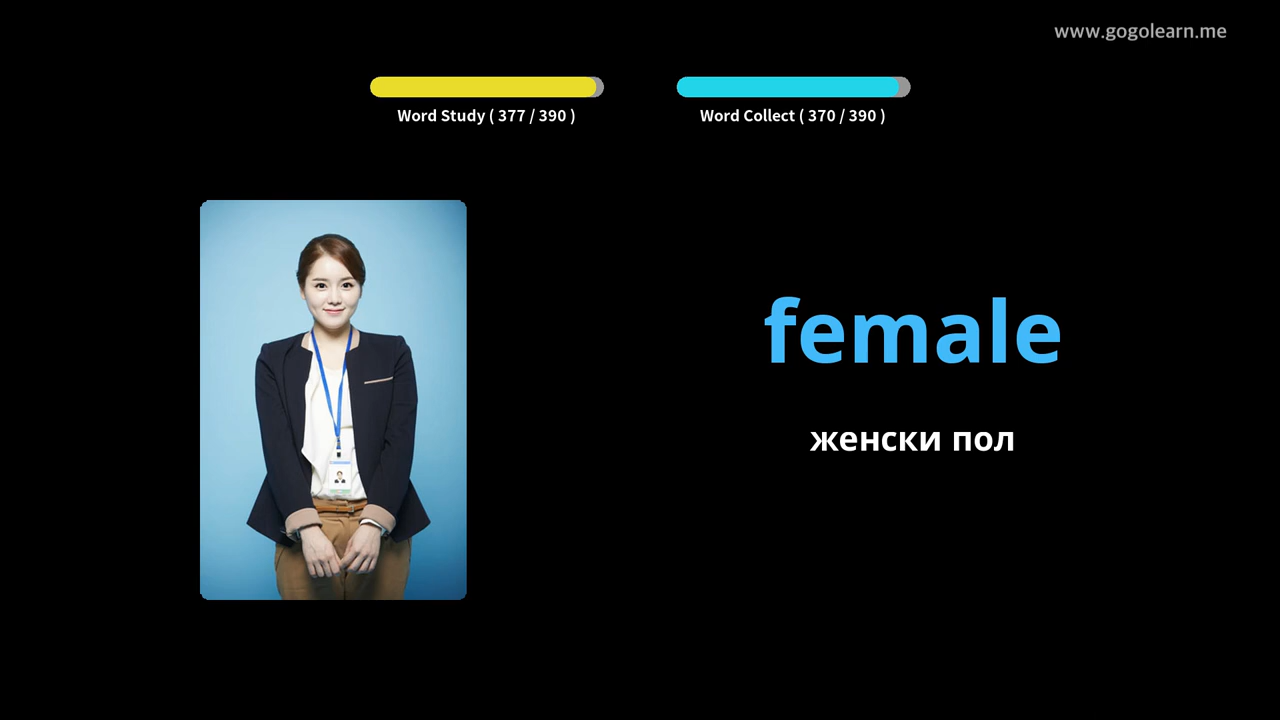 www.gogolearn.me
Word Study ( 377 / 390 )
Word Collect ( 370 / 390 )
female
женски пол